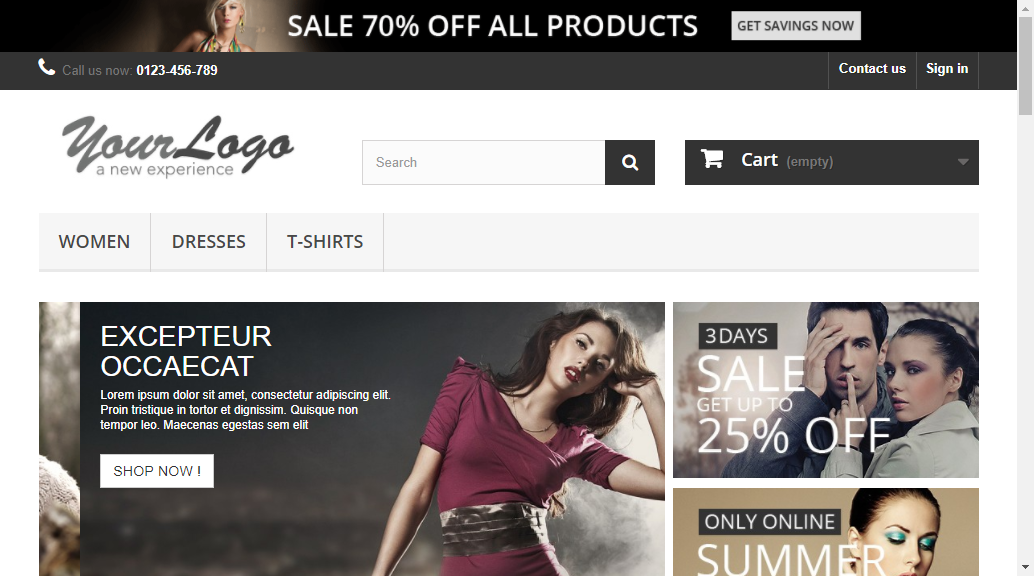 SALE 70% OFF ALL PRODUCTS
GET SAVINGS NOW
Call us now: 0123-456-789
Contact us
Sign in
YourLogo
a new experience
Search
Cart (empty)
WOMEN
DRESSES
T-SHIRTS
EXCEPTEUR
OCCAECAT
Lorem ipsum dolor sit amet, consectetur adipiscing elit.
Proin tristique in tortor et dignissim. Quisque non
tempor leo. Maecenas egestas sem elit
SHOP NOW !
3 DAYS
SALE
GET UP TO
25% OFF
ONLY ONLINE
SUMMER